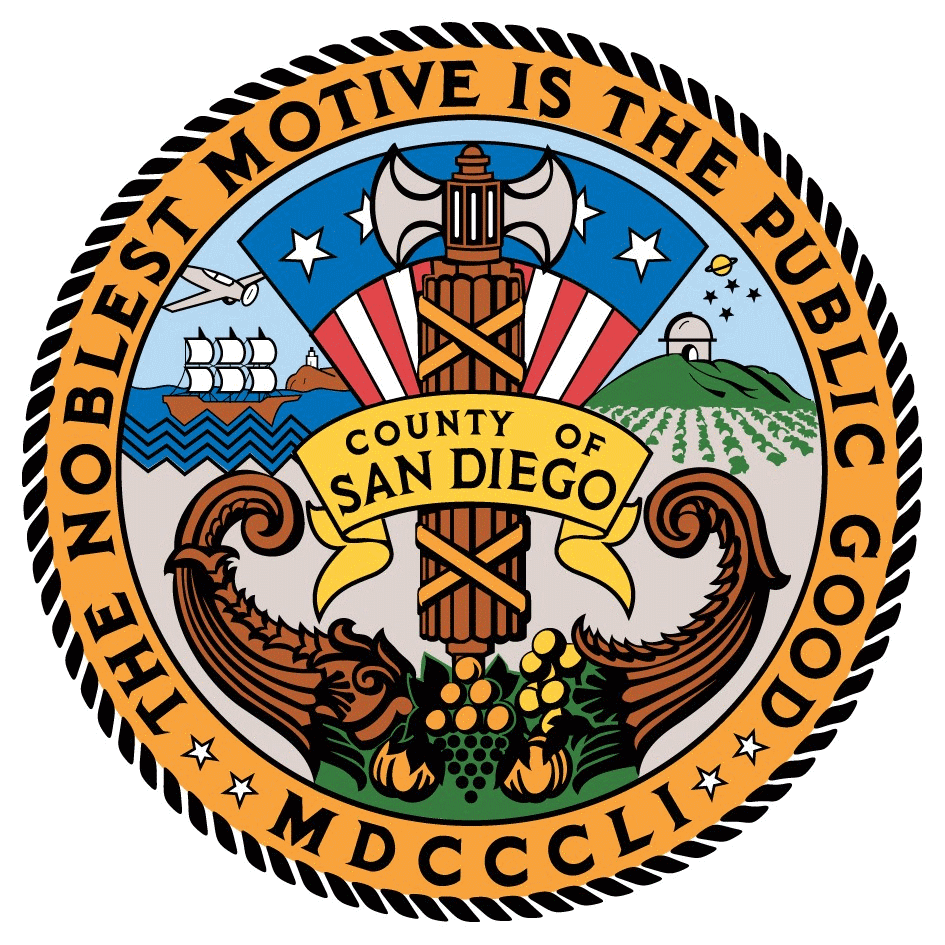 THE NOBLEST MOTIVE IS THE PUBLIC GOOD
COUNTY OF
SAN DIEGO
MDCCCLI